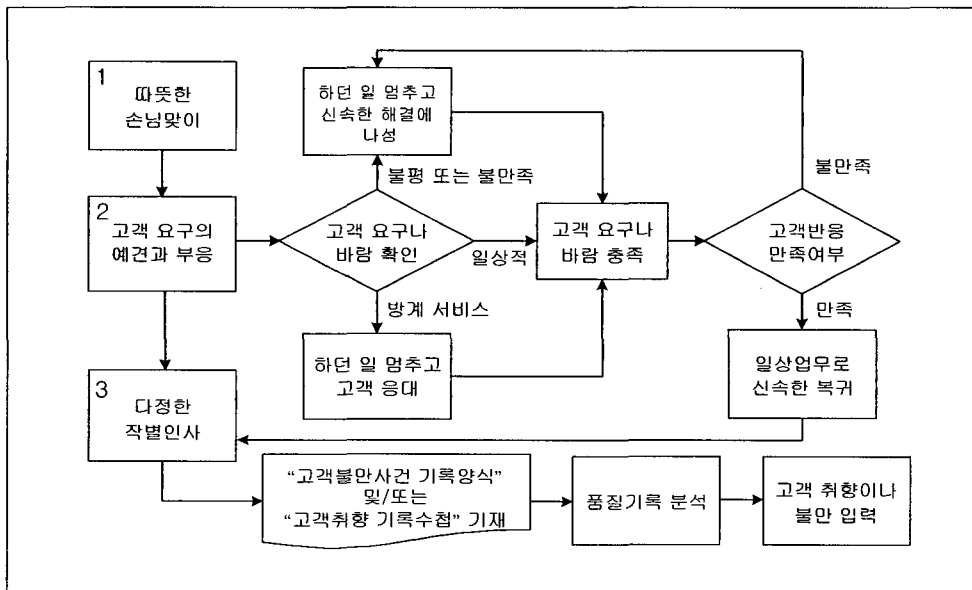 1
따뜻한
손님맞이
2
고객 요구의
예견과 부응
3
다정한
작별인사
하던 일 멈추고
신속한 해결에
나섬
불평 또는 불만족
고객 요구나
바람 확인
일상적
방계 서비스
하던 일 멈추고
고객 응대
고객 요구나
바람 충족
불만족
고객반응
만족여부
만족
일상업무로
신속한 복귀
“고객불만사건 기록양식”
및/또는
“고객취향 기록수첩” 기재
품질기록 분석
고객 취향이나
불만 입력